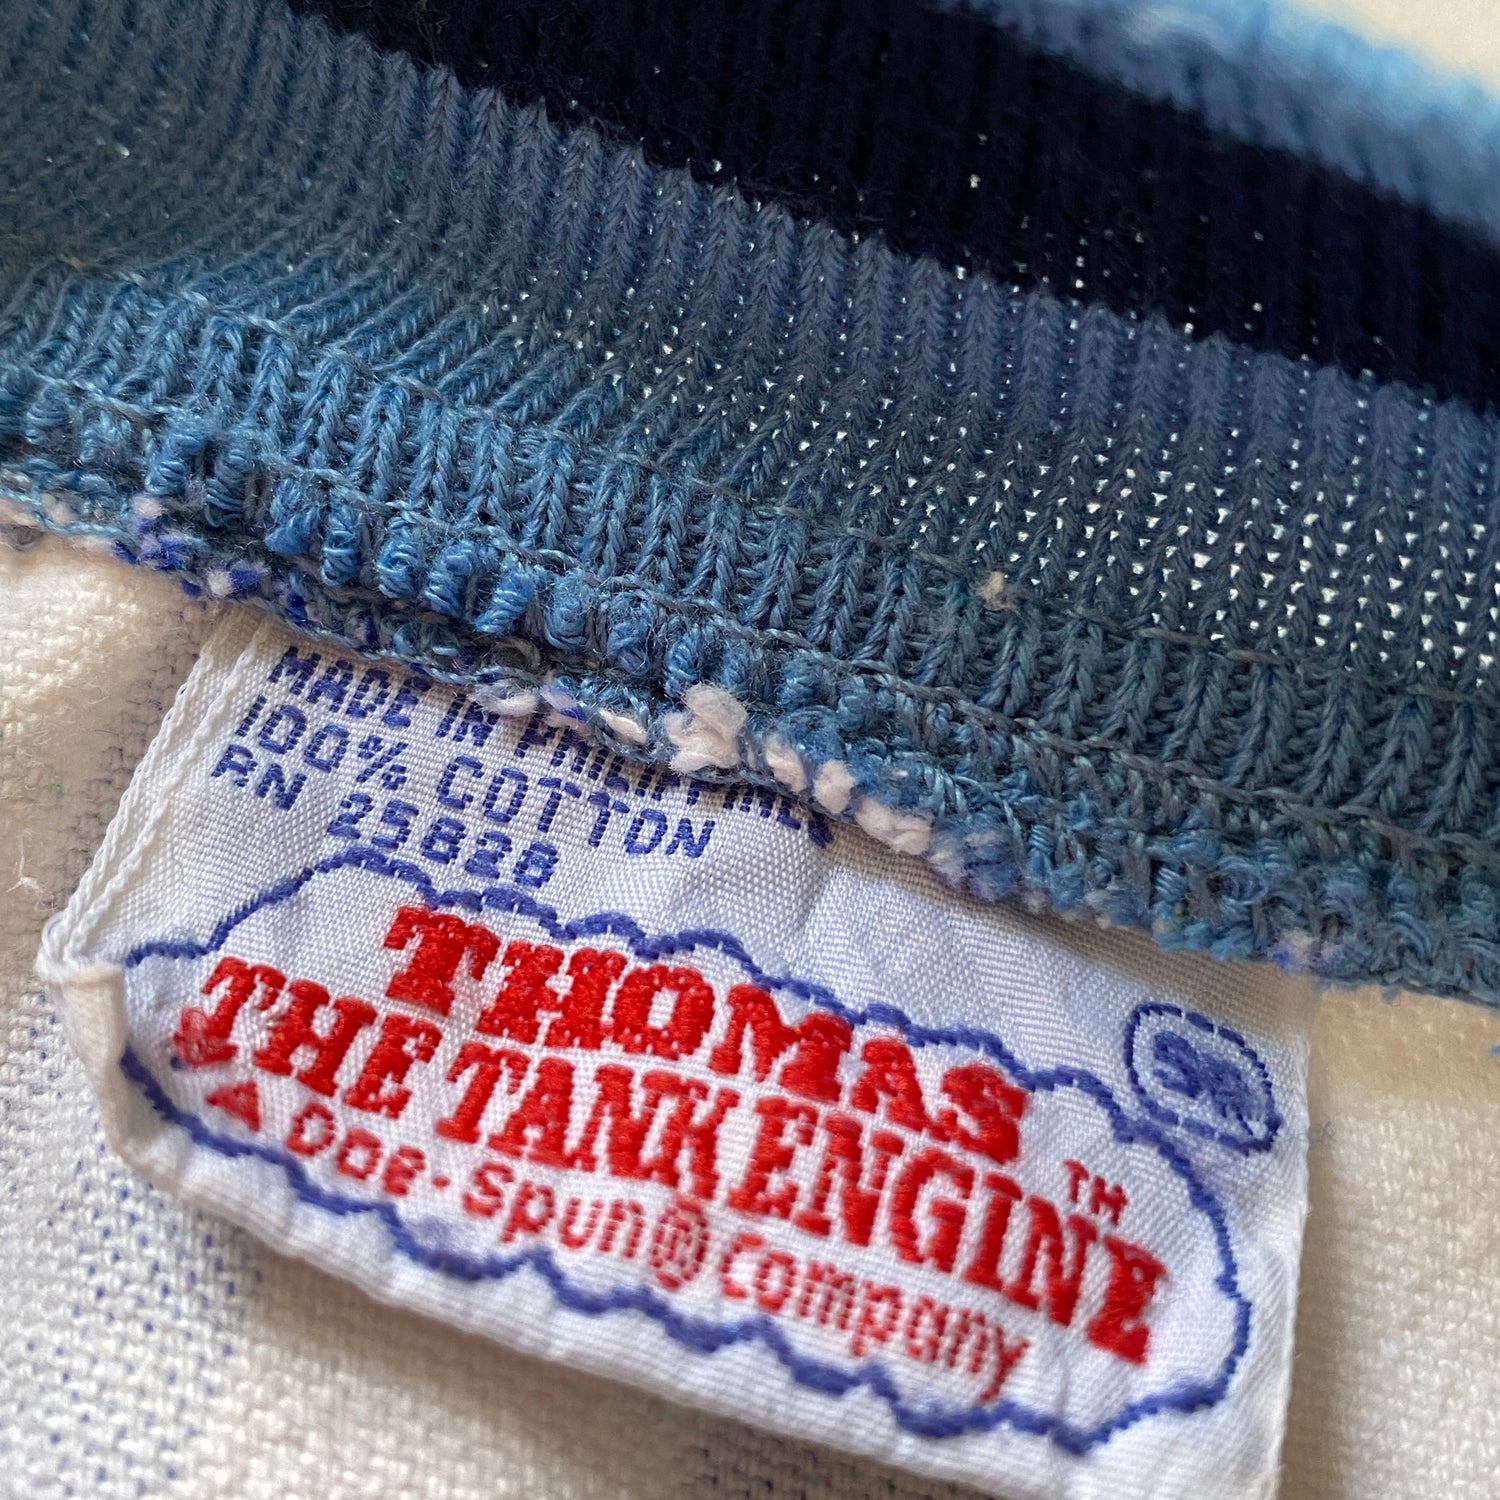 MADE IN PHILIPPINES
100% COTTON
RN 25828
THOMAS
THE TANK ENGINE TM
A Doe-Spun® Company